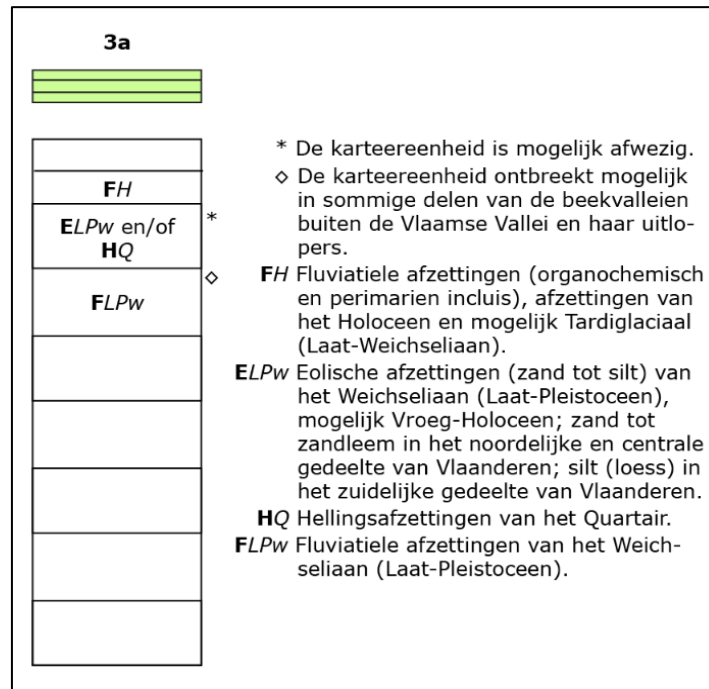 3a
FH
ELPw en/of
HQ
*
◇
FLPw
* De karteereenheid is mogelijk afwezig.
◇ De karteereenheid ontbreekt mogelijk
in sommige delen van de beekvalleien
buiten de Vlaamse Vallei en haar uitlo-
pers.
FH Fluviatiele afzettingen (organochemisch
en perimarien incluis), afzettingen van
het Holoceen en mogelijk Tardiglaciaal
(Laat-Weichseliaan).
ELPw Eolische afzettingen (zand tot silt) van
het Weichseliaan (Laat-Pleistoceen),
mogelijk Vroeg-Holoceen; zand tot
zandleem in het noordelijke en centrale
gedeelte van Vlaanderen; silt (loess) in
het zuidelijke gedeelte van Vlaanderen.
HQ Hellingsafzettingen van het Quartair.
FLPw Fluviatiele afzettingen van het Weich-
seliaan (Laat-Pleistoceen).